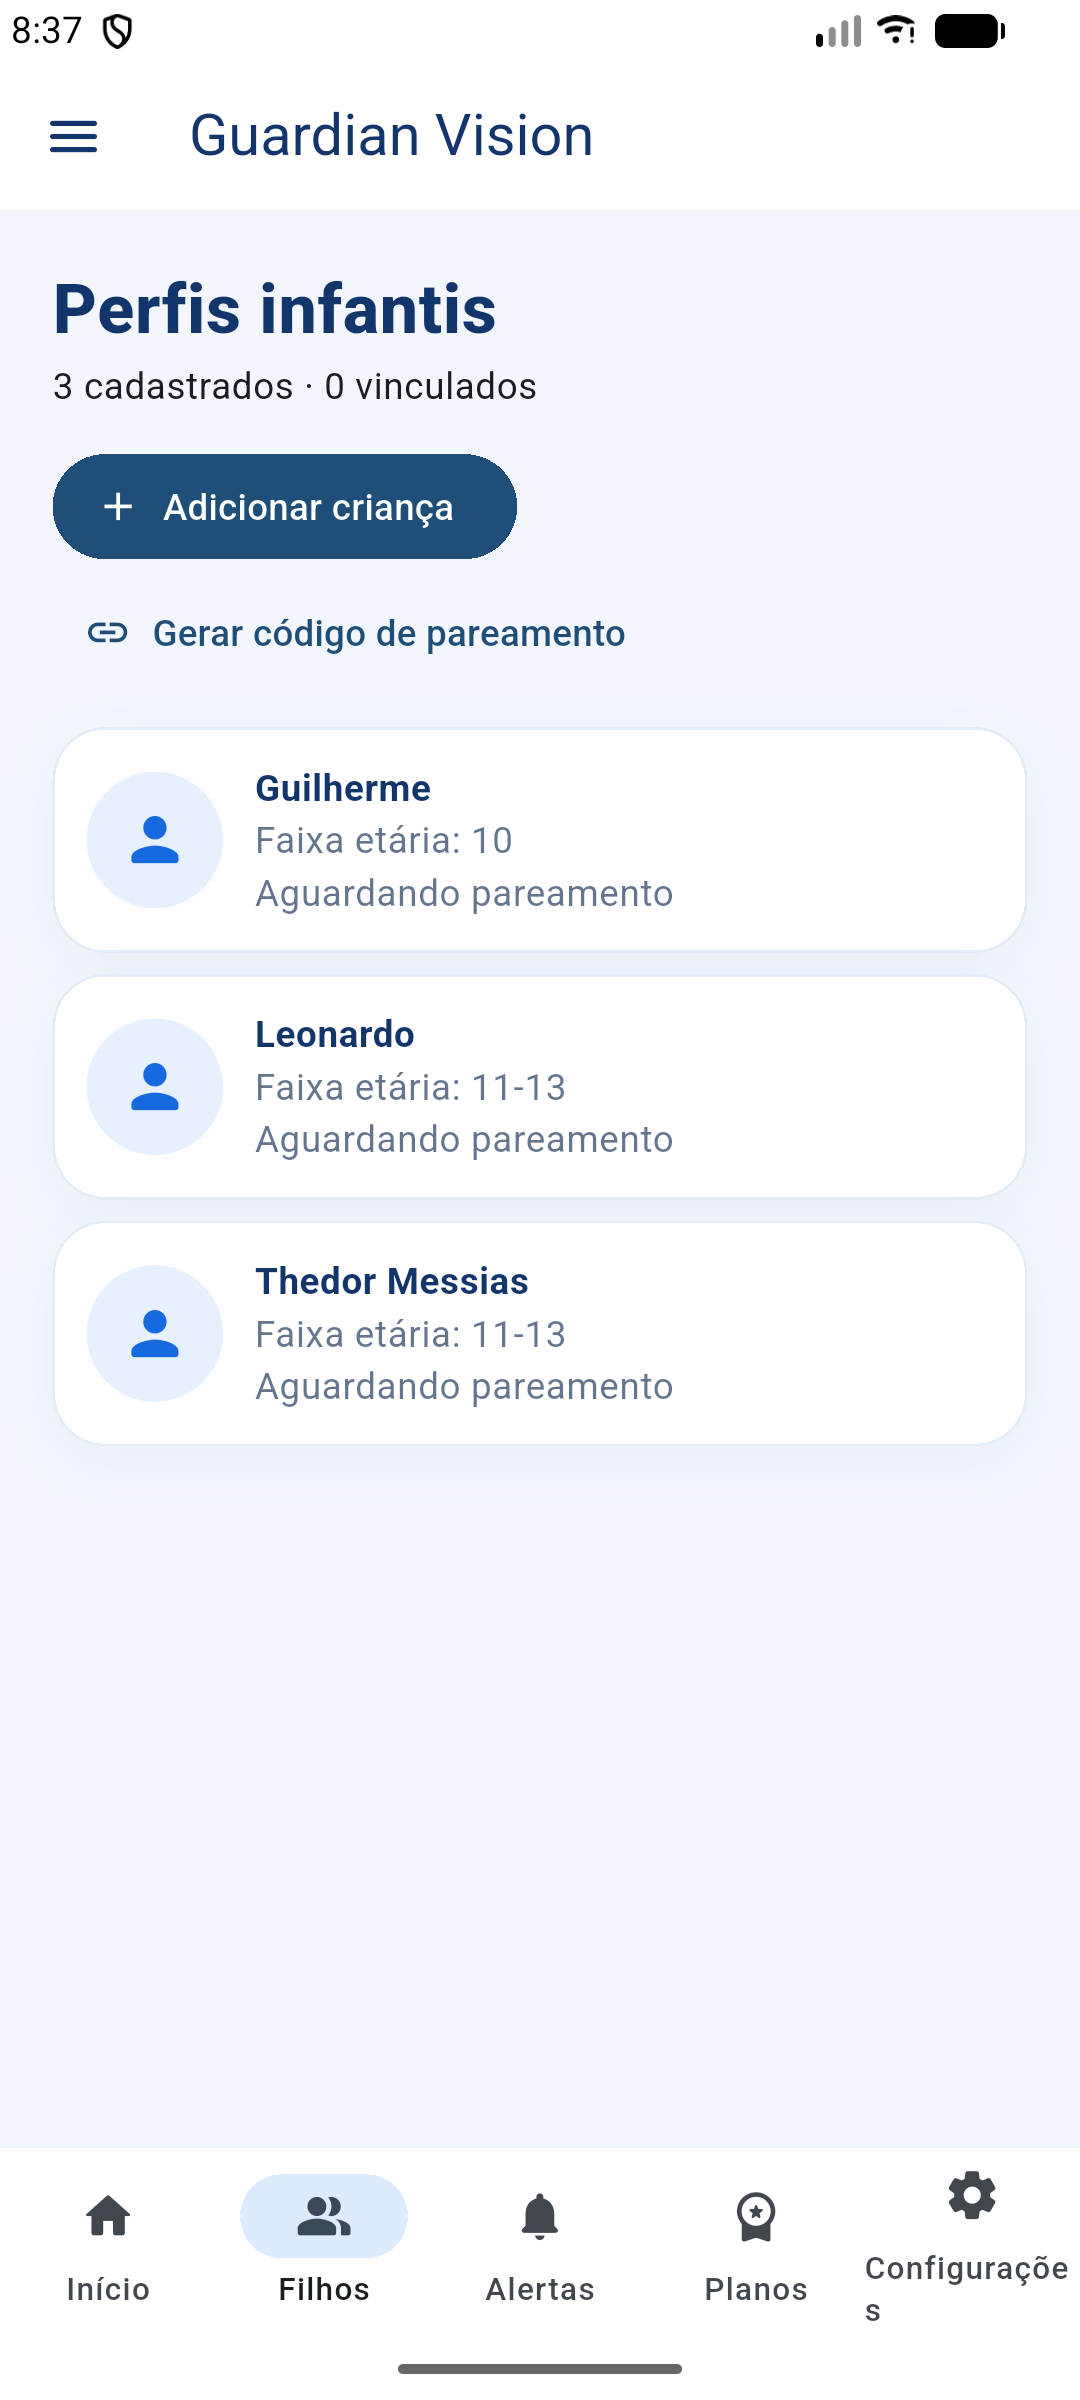 8:37
Guardian Vision
Perfis infantis
3 cadastrados · 0 vinculados
Adicionar criança
Gerar código de pareamento
Guilherme
Faixa etária: 10
Aguardando pareamento
Leonardo
Faixa etária: 11-13
Aguardando pareamento
Thedor Messias
Faixa etária: 11-13
Aguardando pareamento
Início
Filhos
Alertas
Planos
Configuraçõe
s